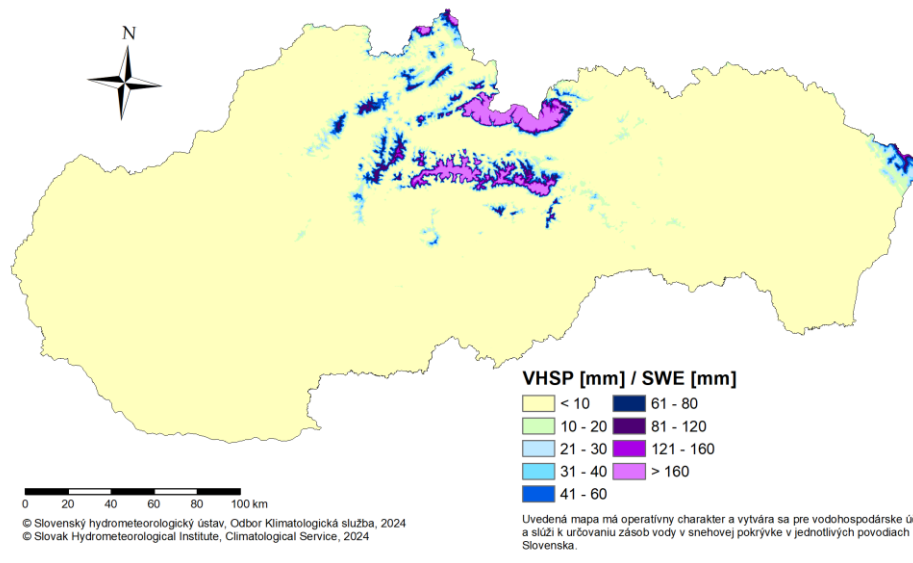 N
VHSP [mm] / SWE [mm]
< 10
61 - 80
10 - 20
81 - 120
21 - 30
121 - 160
31 - 40
> 160
41 - 60
0 20 40 60 80 100 km
© Slovenský hydrometeorologický ústav, Odbor Klimatologická služba, 2024
© Slovak Hydrometeorological Institute, Climatological Service, 2024
Uvedená mapa má operatívny charakter a vytvára sa pre vodohospodárske
a slúži k určovaniu zásob vody v snehovej pokrývke v jednotlivých povodiach
Slovenska.